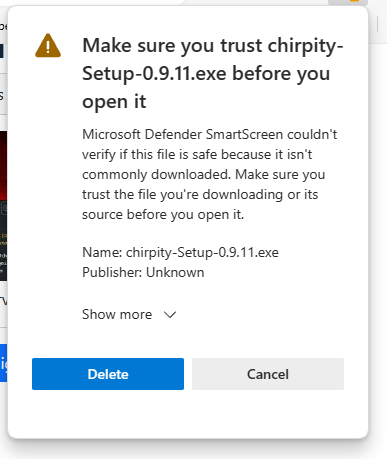 Make sure you trust chirpity-
Setup-0.9.11.exe before you
open it
Microsoft Defender SmartScreen couldn't
verify if this file is safe because it isn't
commonly downloaded. Make sure you
trust the file you're downloading or its
source before you open it.
Name: chirpity-Setup-0.9.11.exe
Publisher: Unknown
Show more
Delete
Cancel